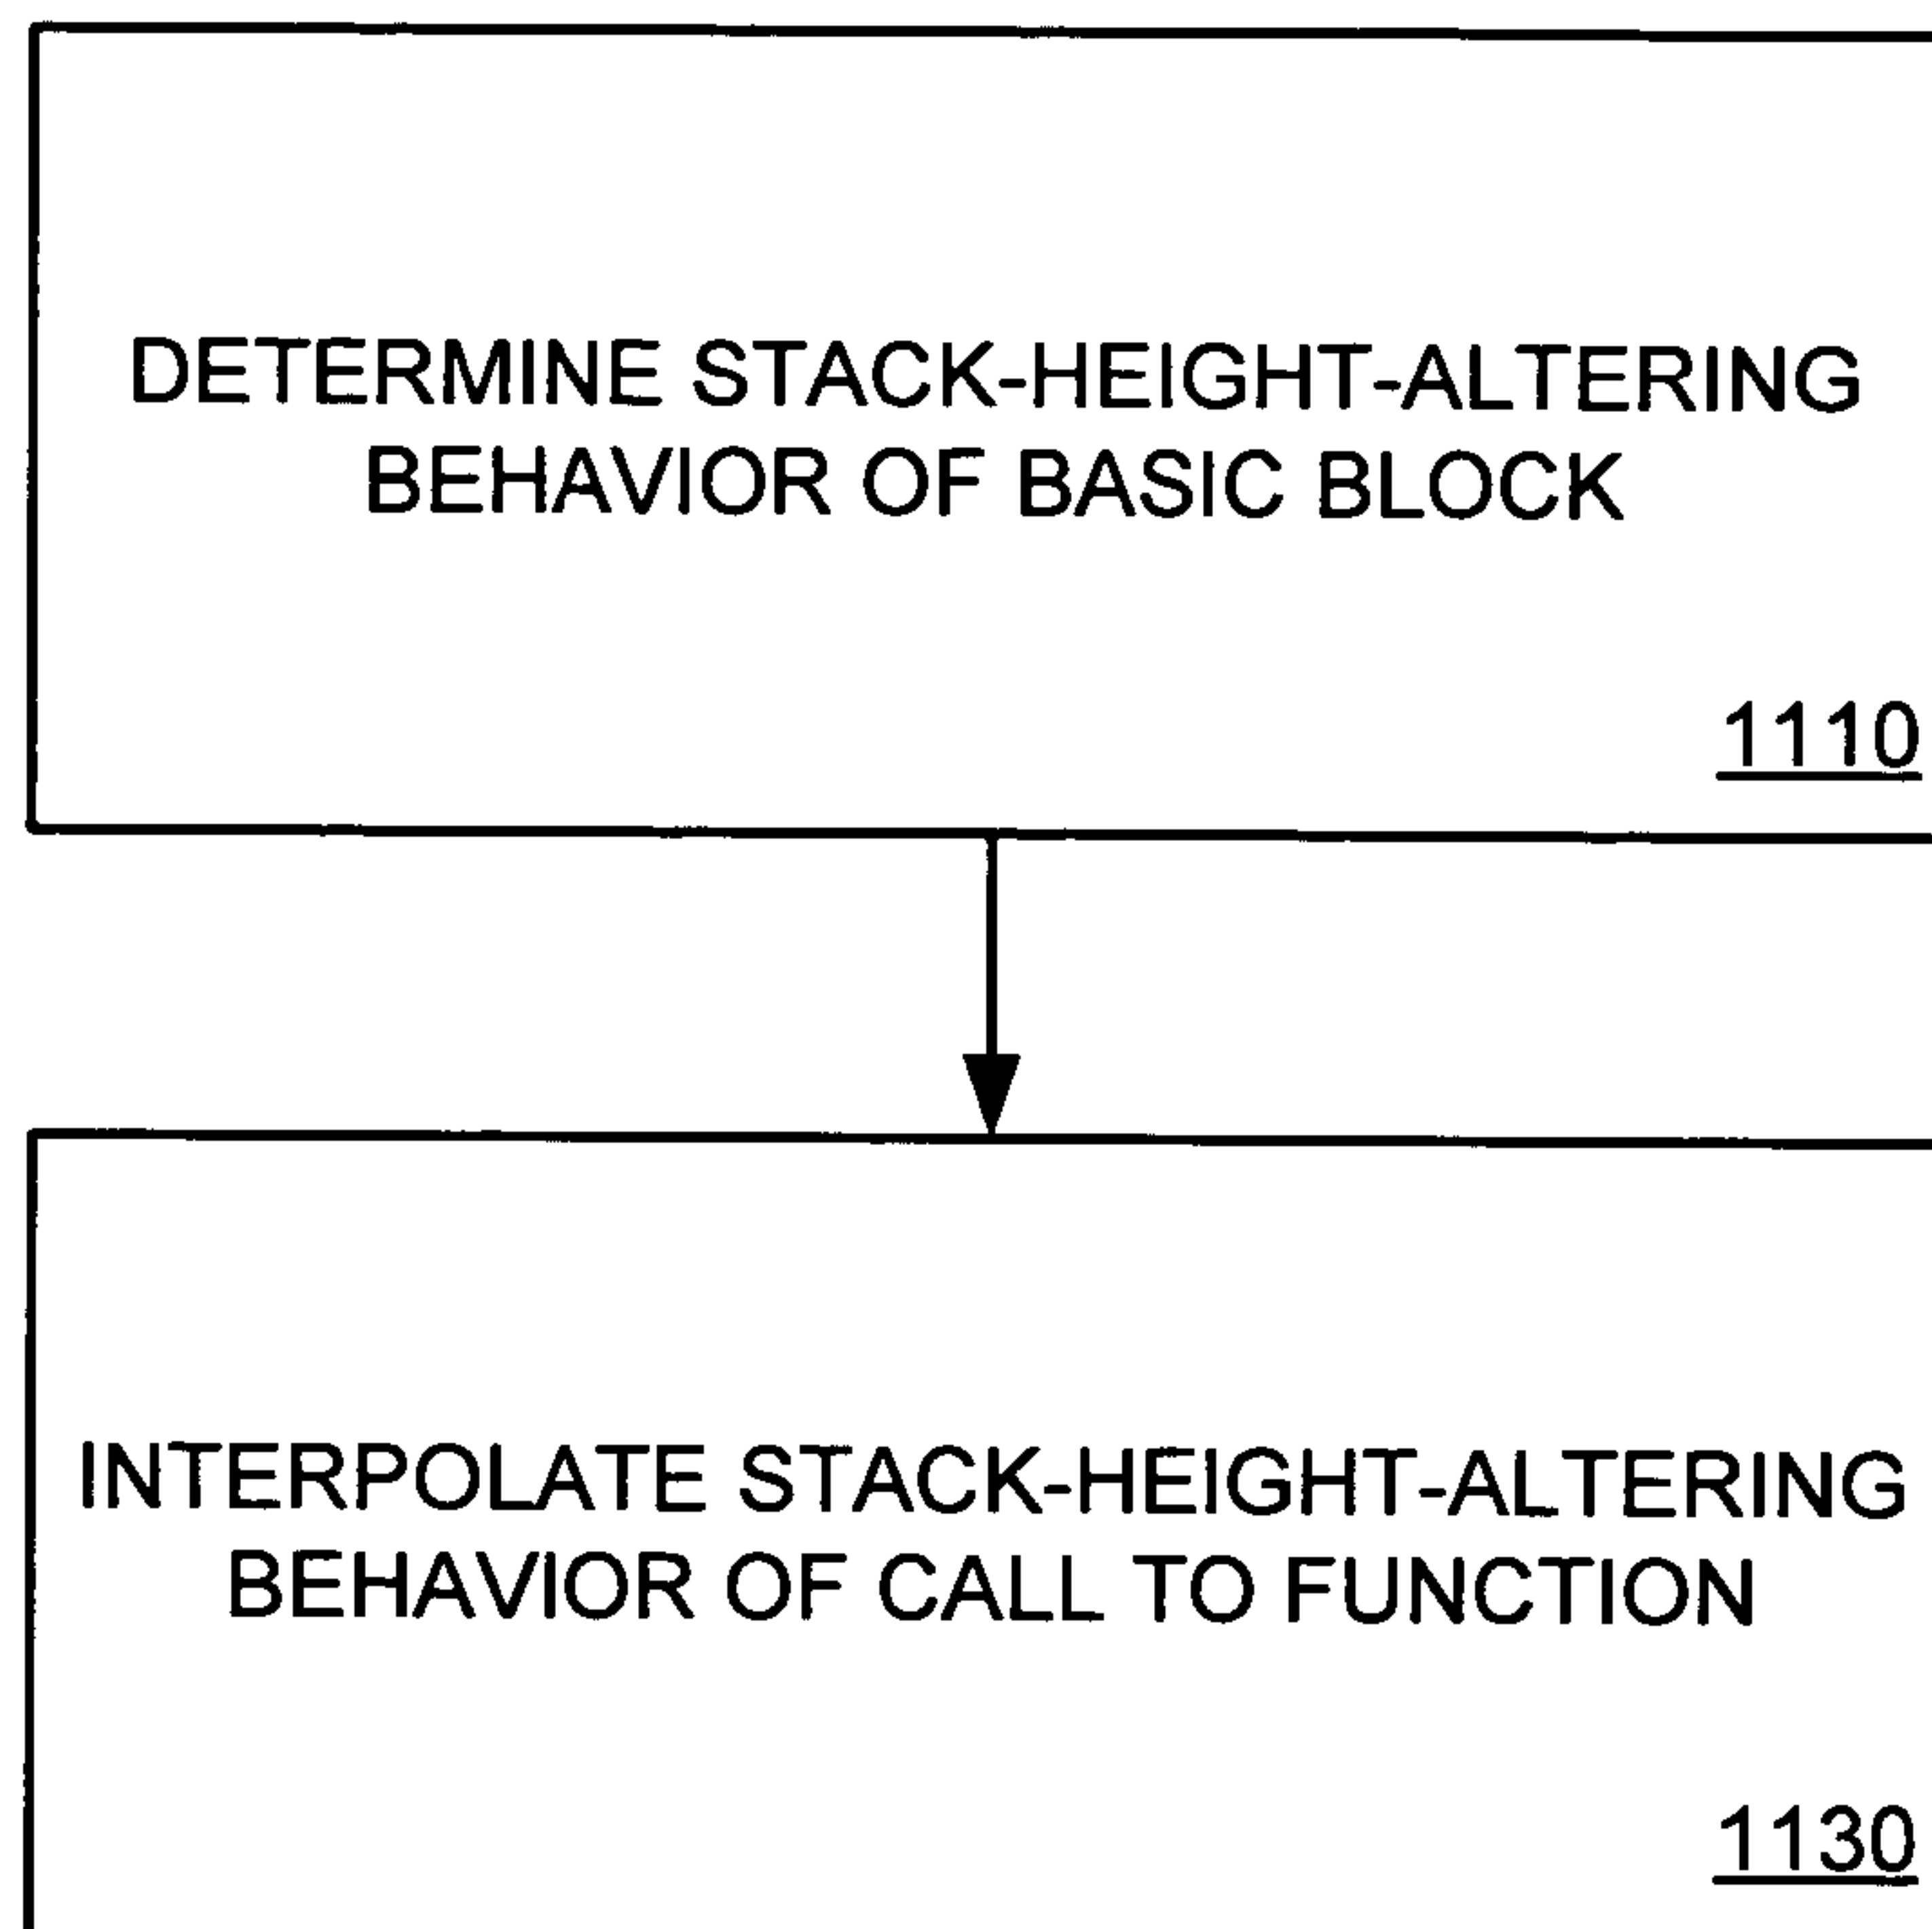 DETERMINE STACK-HEIGHT-ALTERING
BEHAVIOR OF BASIC BLOCK
1110
INTERPOLATE STACK-HEIGHT-ALTERING
BEHAVIOR OF CALL TO FUNCTION
1130